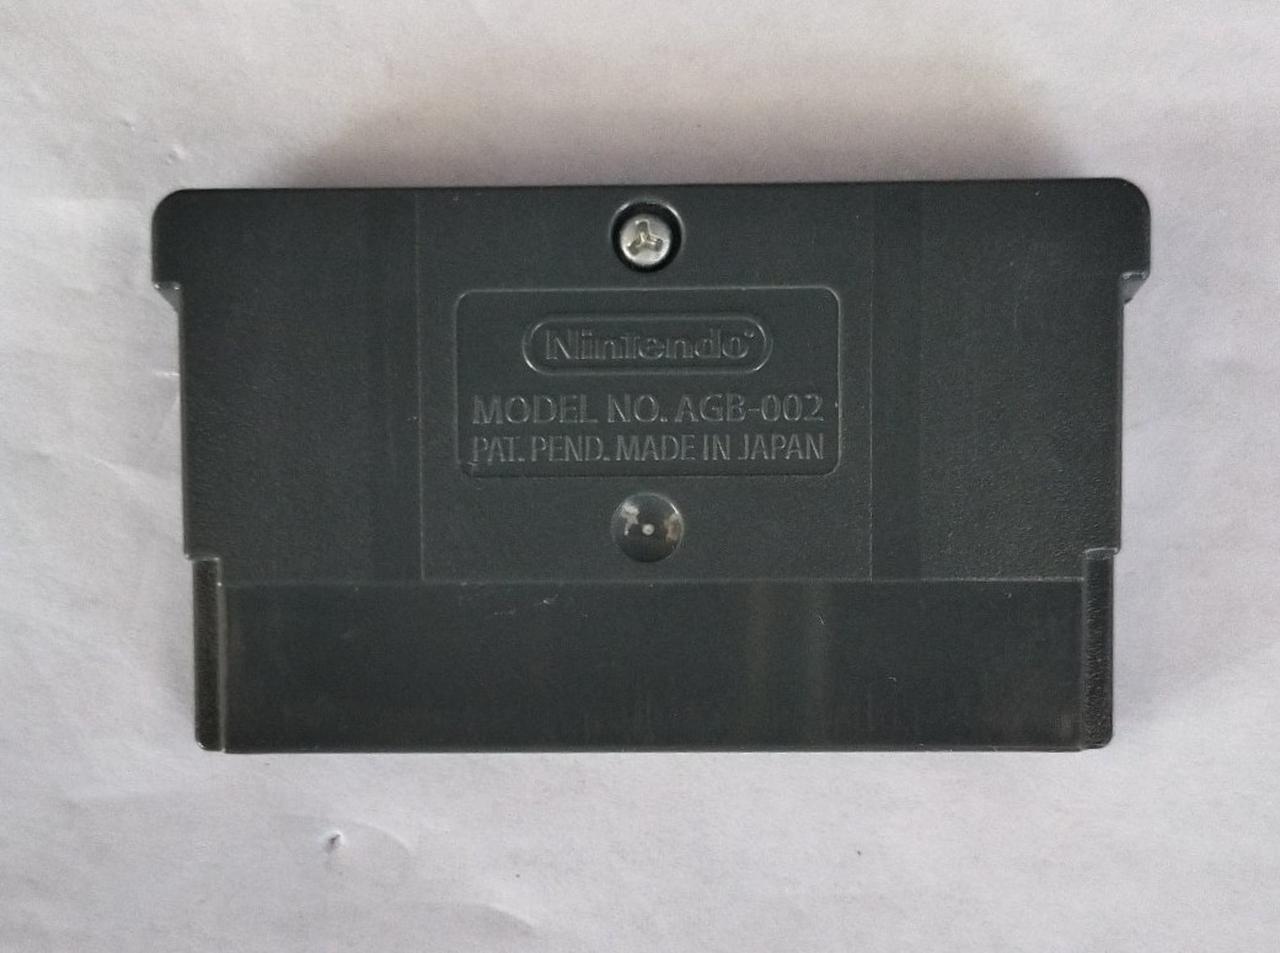 Nintendo
MODEL NO. AGB-002
PAT. PEND. MADE IN JAPAN